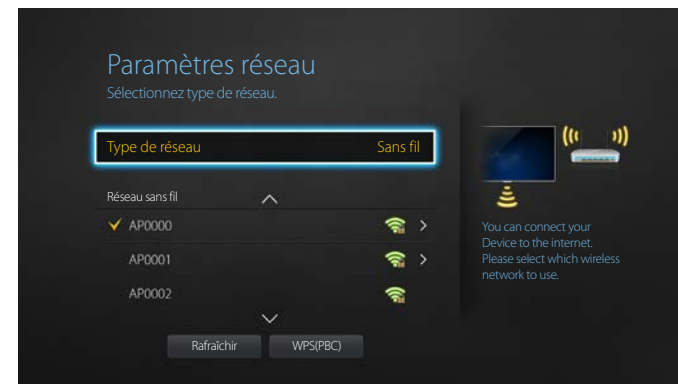 Paramètres réseau
Sélectionnez type de réseau.
Type de réseau Sans fil
Réseau sans fil
AP0000
AP0001
AP0002
Rafraîchir WPS(PBC)
You can connect your
Device to the internet.
Please select which wireless
network to use.